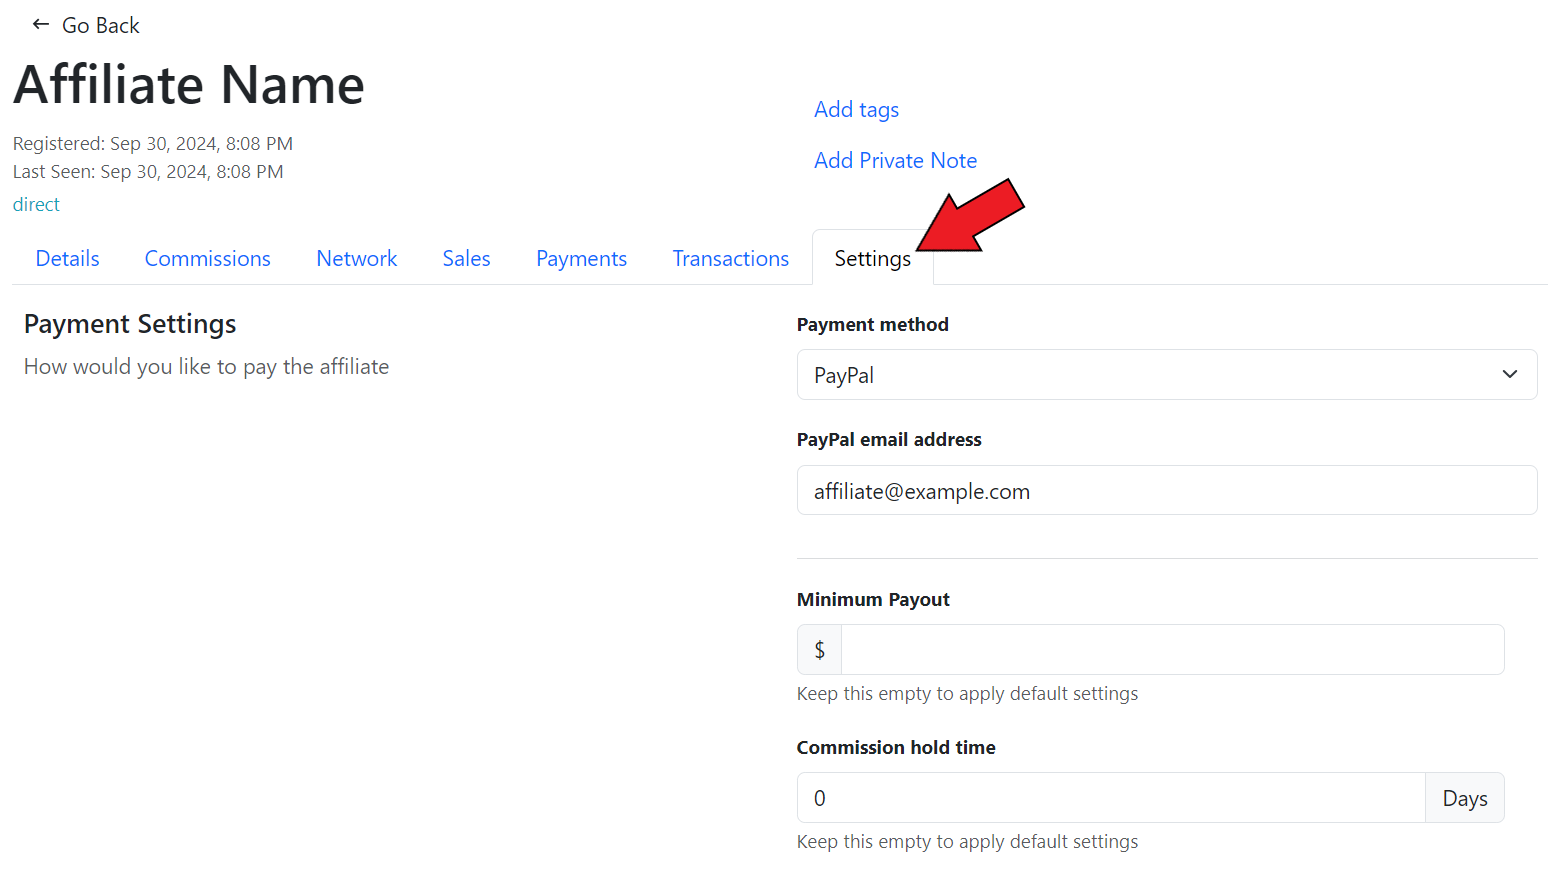 Go Back
Affiliate Name
Registered: Sep 30, 2024, 8:08 PM
Last Seen: Sep 30, 2024, 8:08 PM
direct
Add tags
Add Private Note
Details Commissions Network Sales Payments Transactions Settings
Payment Settings
How would you like to pay the affiliate
Payment method
PayPal
PayPal email address
affiliate@example.com
Minimum Payout
$
Keep this empty to apply default settings
Commission hold time
0 Days
Keep this empty to apply default settings